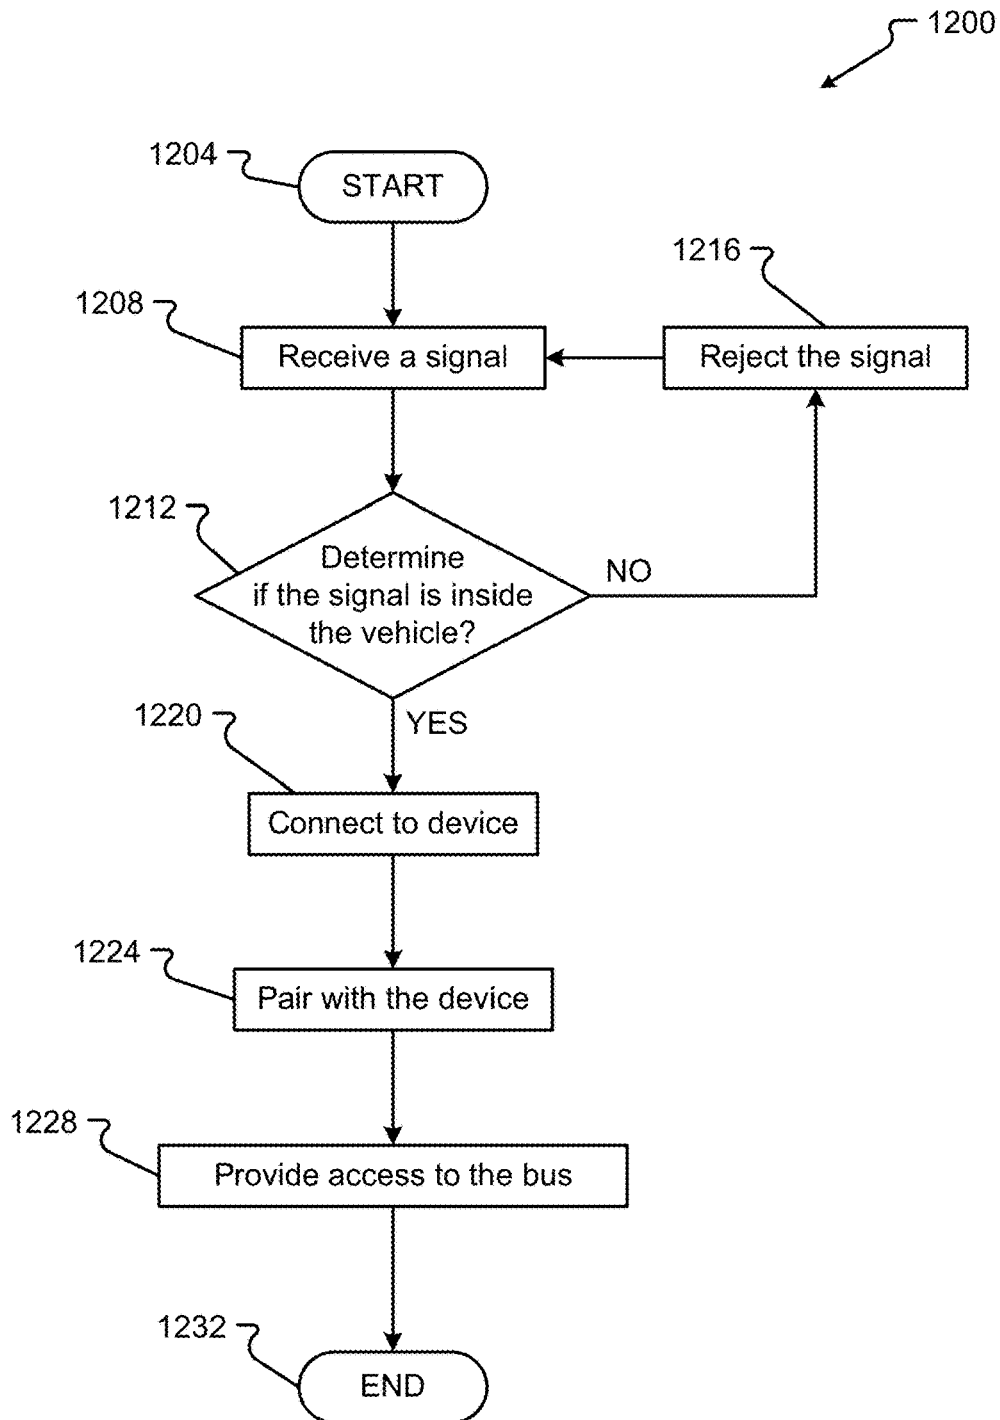 1200
1204
START
1216
1208
Receive a signal
Reject the signal
1212
Determine
if the signal is inside
the vehicle?
NO
YES
1220
Connect to device
1224
Pair with the device
1228
Provide access to the bus
1232
END